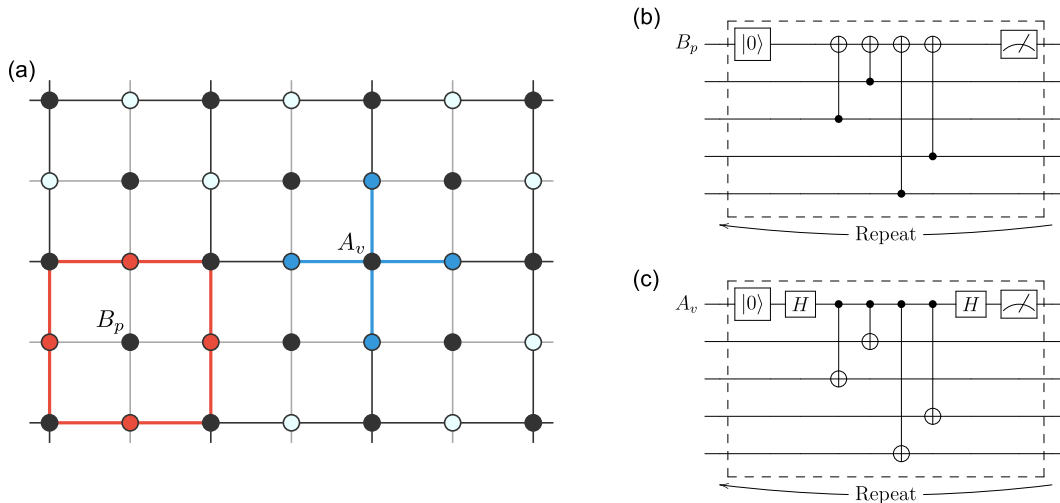 (a)
A_v
B_p
(b)
B_p |0⟩
Repeat
(c)
A_v |0⟩ H H
Repeat